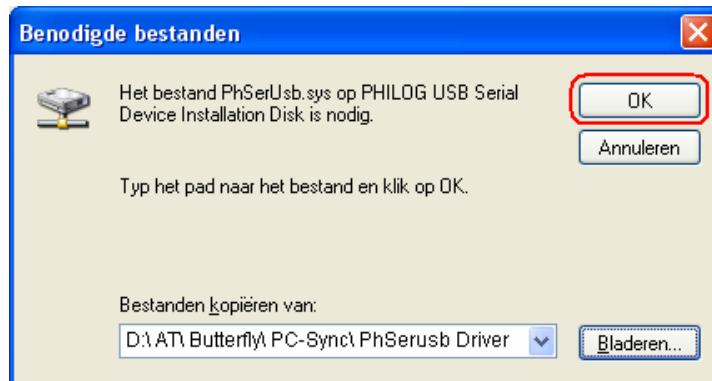 Benodigde bestanden
Het bestand PhSerUsb.sys op PHILOG USB Serial
Device Installation Disk is nodig.
OK
Annuleren
Typ het pad naar het bestand en klik op OK.
Bestanden kopiëren van:
D:\ AT\ Butterfly\ PC-Sync\ PhSerusb Driver
Bladeren...